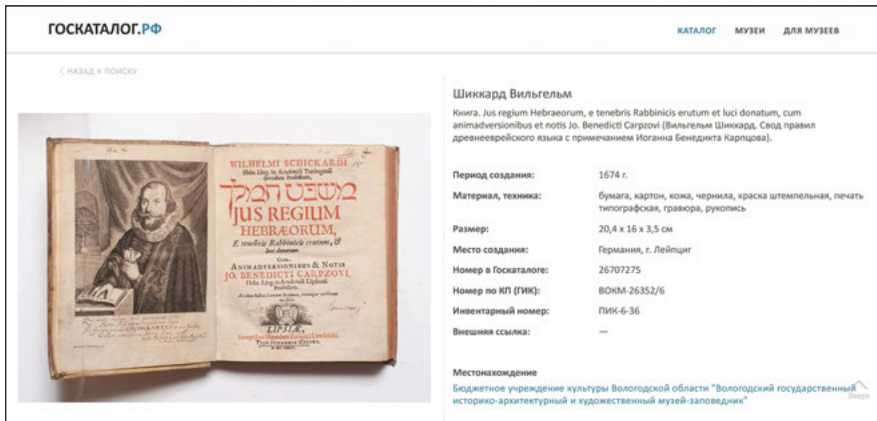 ГОСКАТАЛОГ.РФ
КАТАЛОГ МУЗЕИ ДЛЯ МУЗЕЕВ
НАЗАД К ПОИСКУ
WILHELMI SCHICKARDI
משפט המלך
JUS REGIUM
HEBRÆORUM,
E tenebris Rabbinicis erutum, &
luci donatum.
Cum
ANIMADVERSIONIBUS & NOTIS
JO. BENEDICTI CARPZOVI,
LIPSIÆ,
Шиккард Вильгельм
Книга. Jus regium Hebraeorum, e tenebris Rabbinicis erutum et luci donatum, cum
animadversionibus et notis Jo. Benedicti Carpzovi (Вильгельм Шиккард. Свод правил
древнееврейского языка с примечанием Иоганна Бенедикта Карпцова).
Период создания: 1674 г.
Материал, техника: бумага, картон, кожа, чернила, краска штемпельная, печать
типографская, гравюра, рукопись
Размер: 20,4 х 16 х 3,5 см
Место создания: Германия, г. Лейпциг
Номер в Госкаталоге: 26707275
Номер по КП (ГИК): ВОКМ-26352/6
Инвентарный номер: ПИК-6-36
Внешняя ссылка: —
Местонахождение
Бюджетное учреждение культуры Вологодской области "Вологодский государственный
историко-архитектурный и художественный музей-заповедник"
Вверх